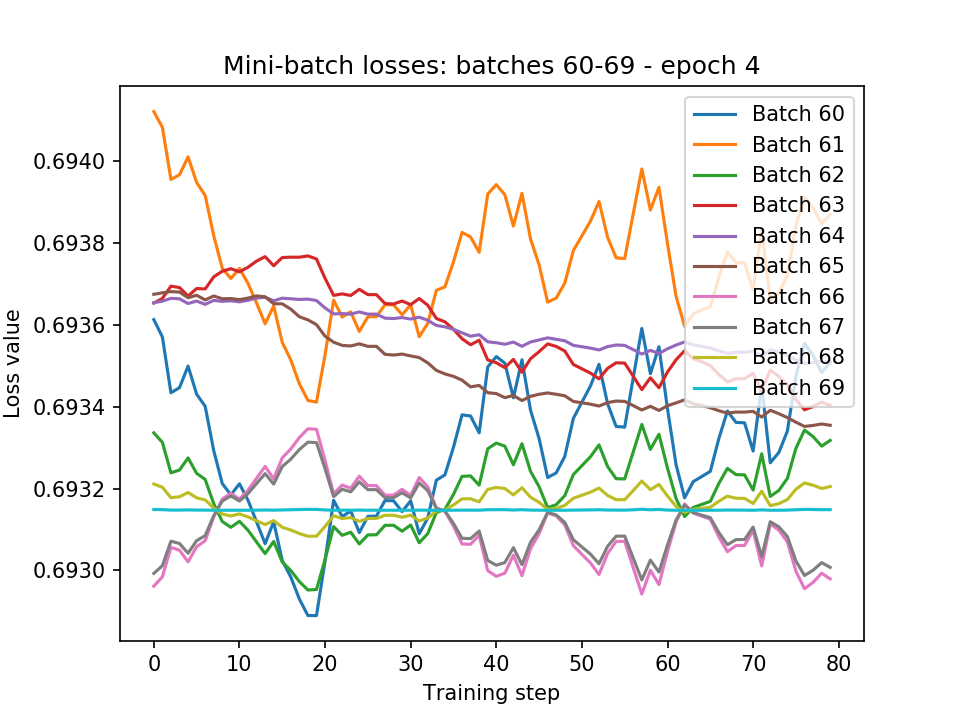 Mini-batch losses: batches 60-69 - epoch 4
Loss value
0.6940
0.6938
0.6936
0.6934
0.6932
0.6930
Batch 60
Batch 61
Batch 62
Batch 63
Batch 64
Batch 65
Batch 66
Batch 67
Batch 68
Batch 69
0 10 20 30 40 50 60 70 80
Training step